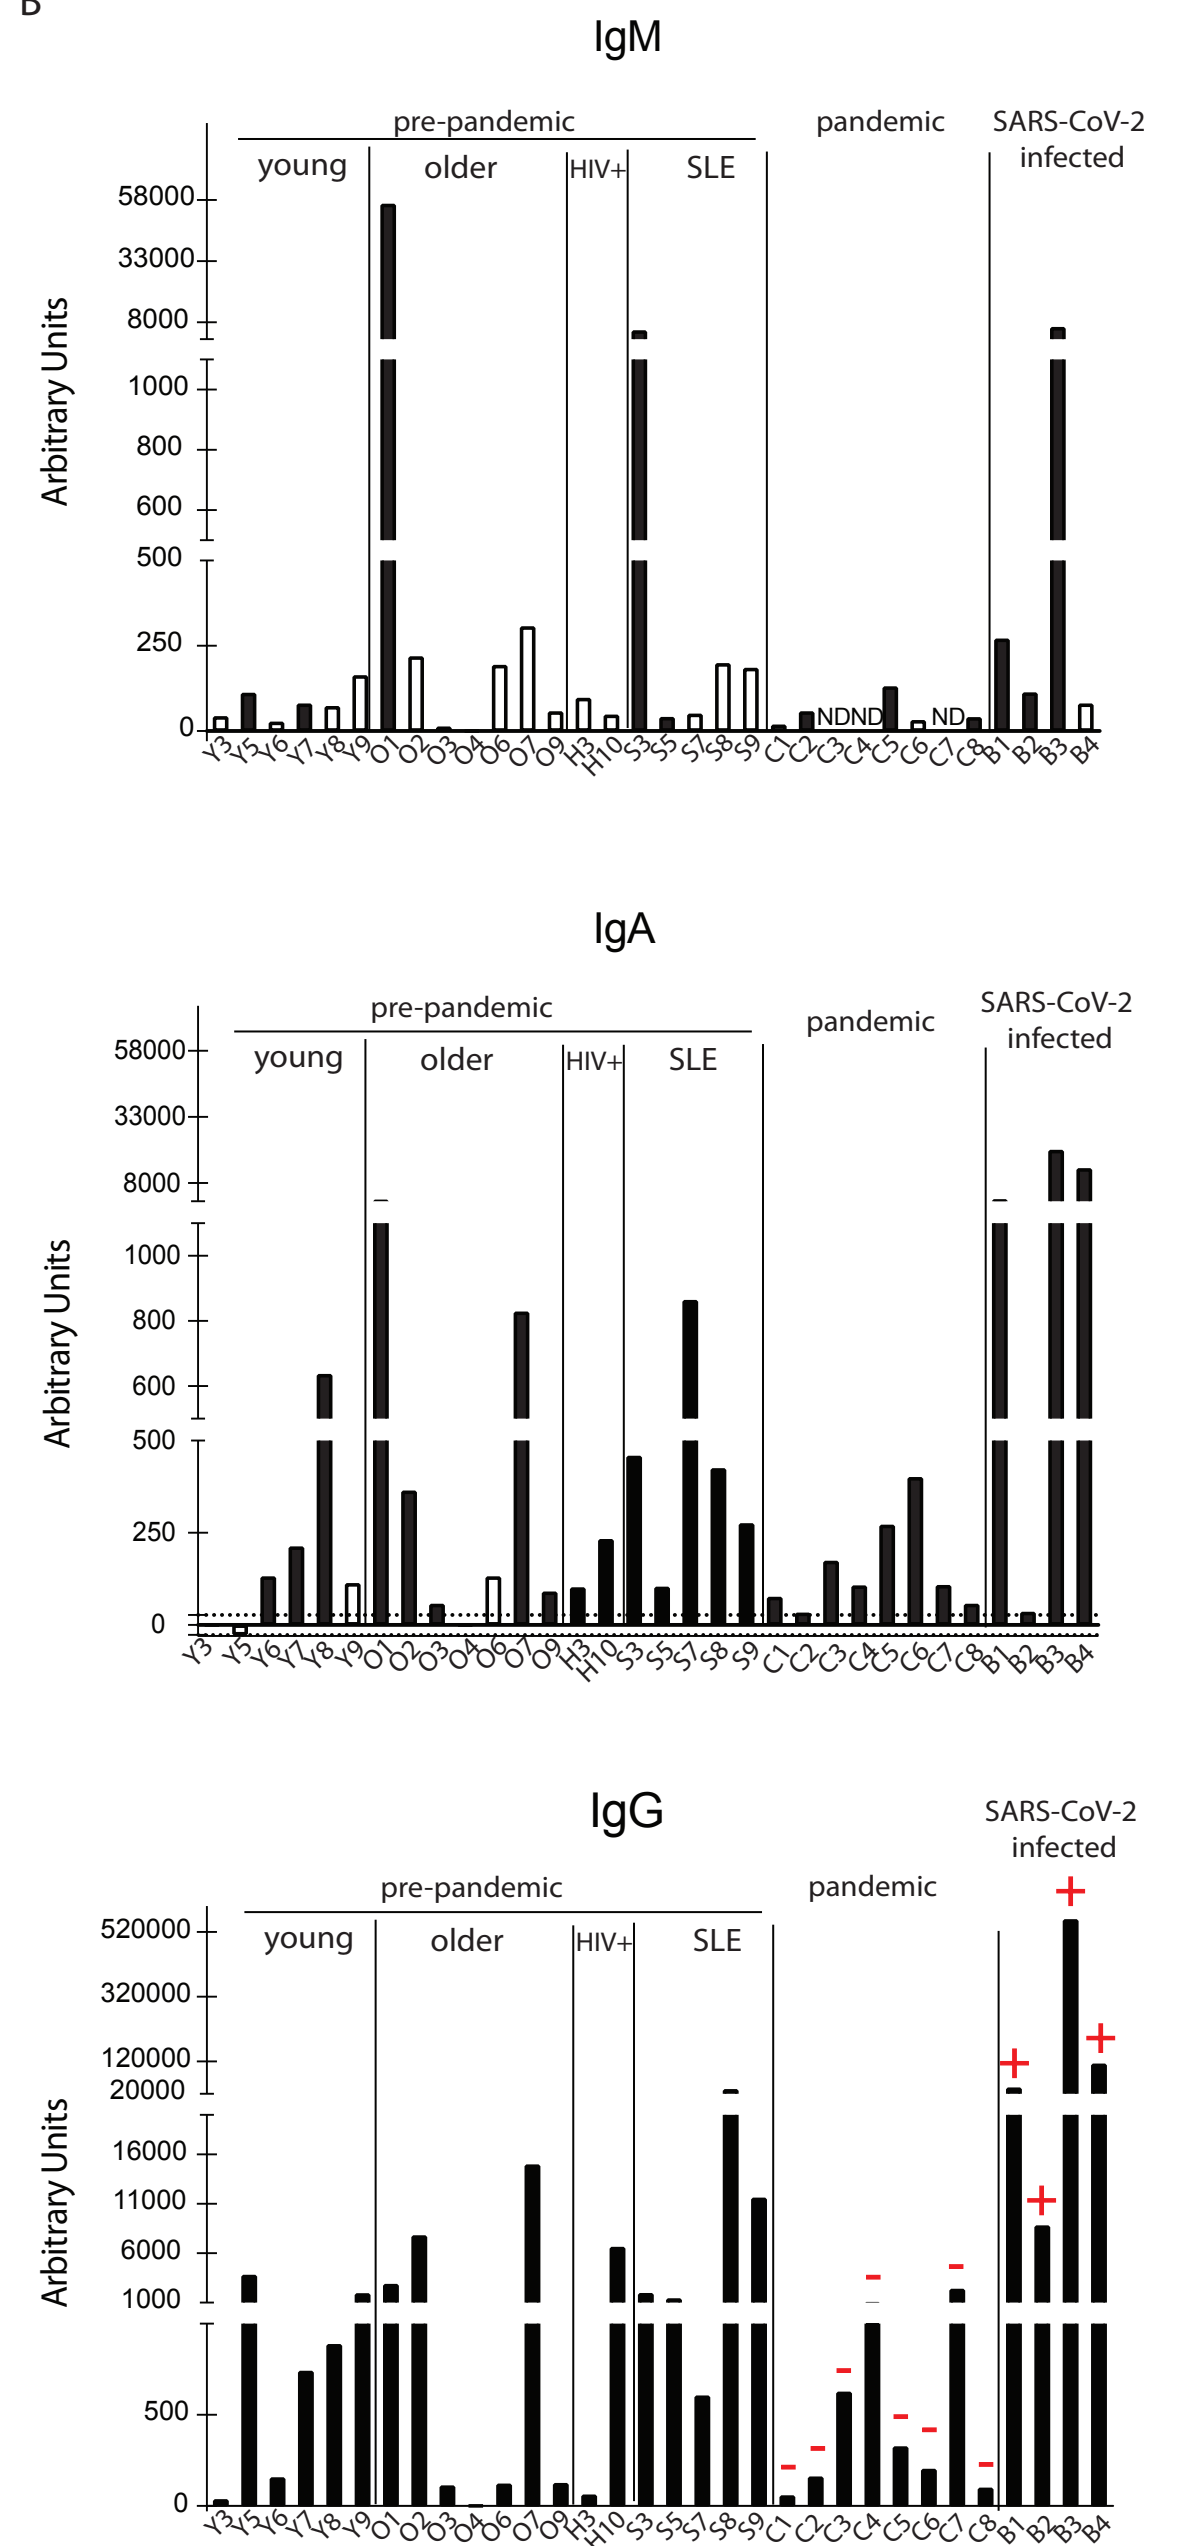 B
IgM
pre-pandemic pandemic SARS-CoV-2
infected
young older HIV+ SLE
58000
33000
8000
1000
800
600
500
250
0
Arbitrary Units
NDND ND
Y3 Y5 Y6 Y7 Y8 Y9 O1 O2 O3 O4 O6 O7 O9 H3 H10 S3 S5 S7 S8 S9 C1 C2 C3 C4 C5 C6 C7 C8 B1 B2 B3 B4
IgA
pre-pandemic pandemic SARS-CoV-2
infected
young older HIV+ SLE
58000
33000
8000
1000
800
600
500
250
0
Arbitrary Units
Y3 Y5 Y6 Y7 Y8 Y9 O1 O2 O3 O4 O6 O7 O9 H3 H10 S3 S5 S7 S8 S9 C1 C2 C3 C4 C5 C6 C7 C8 B1 B2 B3 B4
IgG
SARS-CoV-2
infected
pre-pandemic pandemic
young older HIV+ SLE
520000
320000
120000
20000
16000
11000
6000
1000
500
0
Arbitrary Units
+ + + +
- - - - - - - -
Y3 Y5 Y6 Y7 Y8 Y9 O1 O2 O3 O4 O6 O7 O9 H3 H10 S3 S5 S7 S8 S9 C1 C2 C3 C4 C5 C6 C7 C8 B1 B2 B3 B4